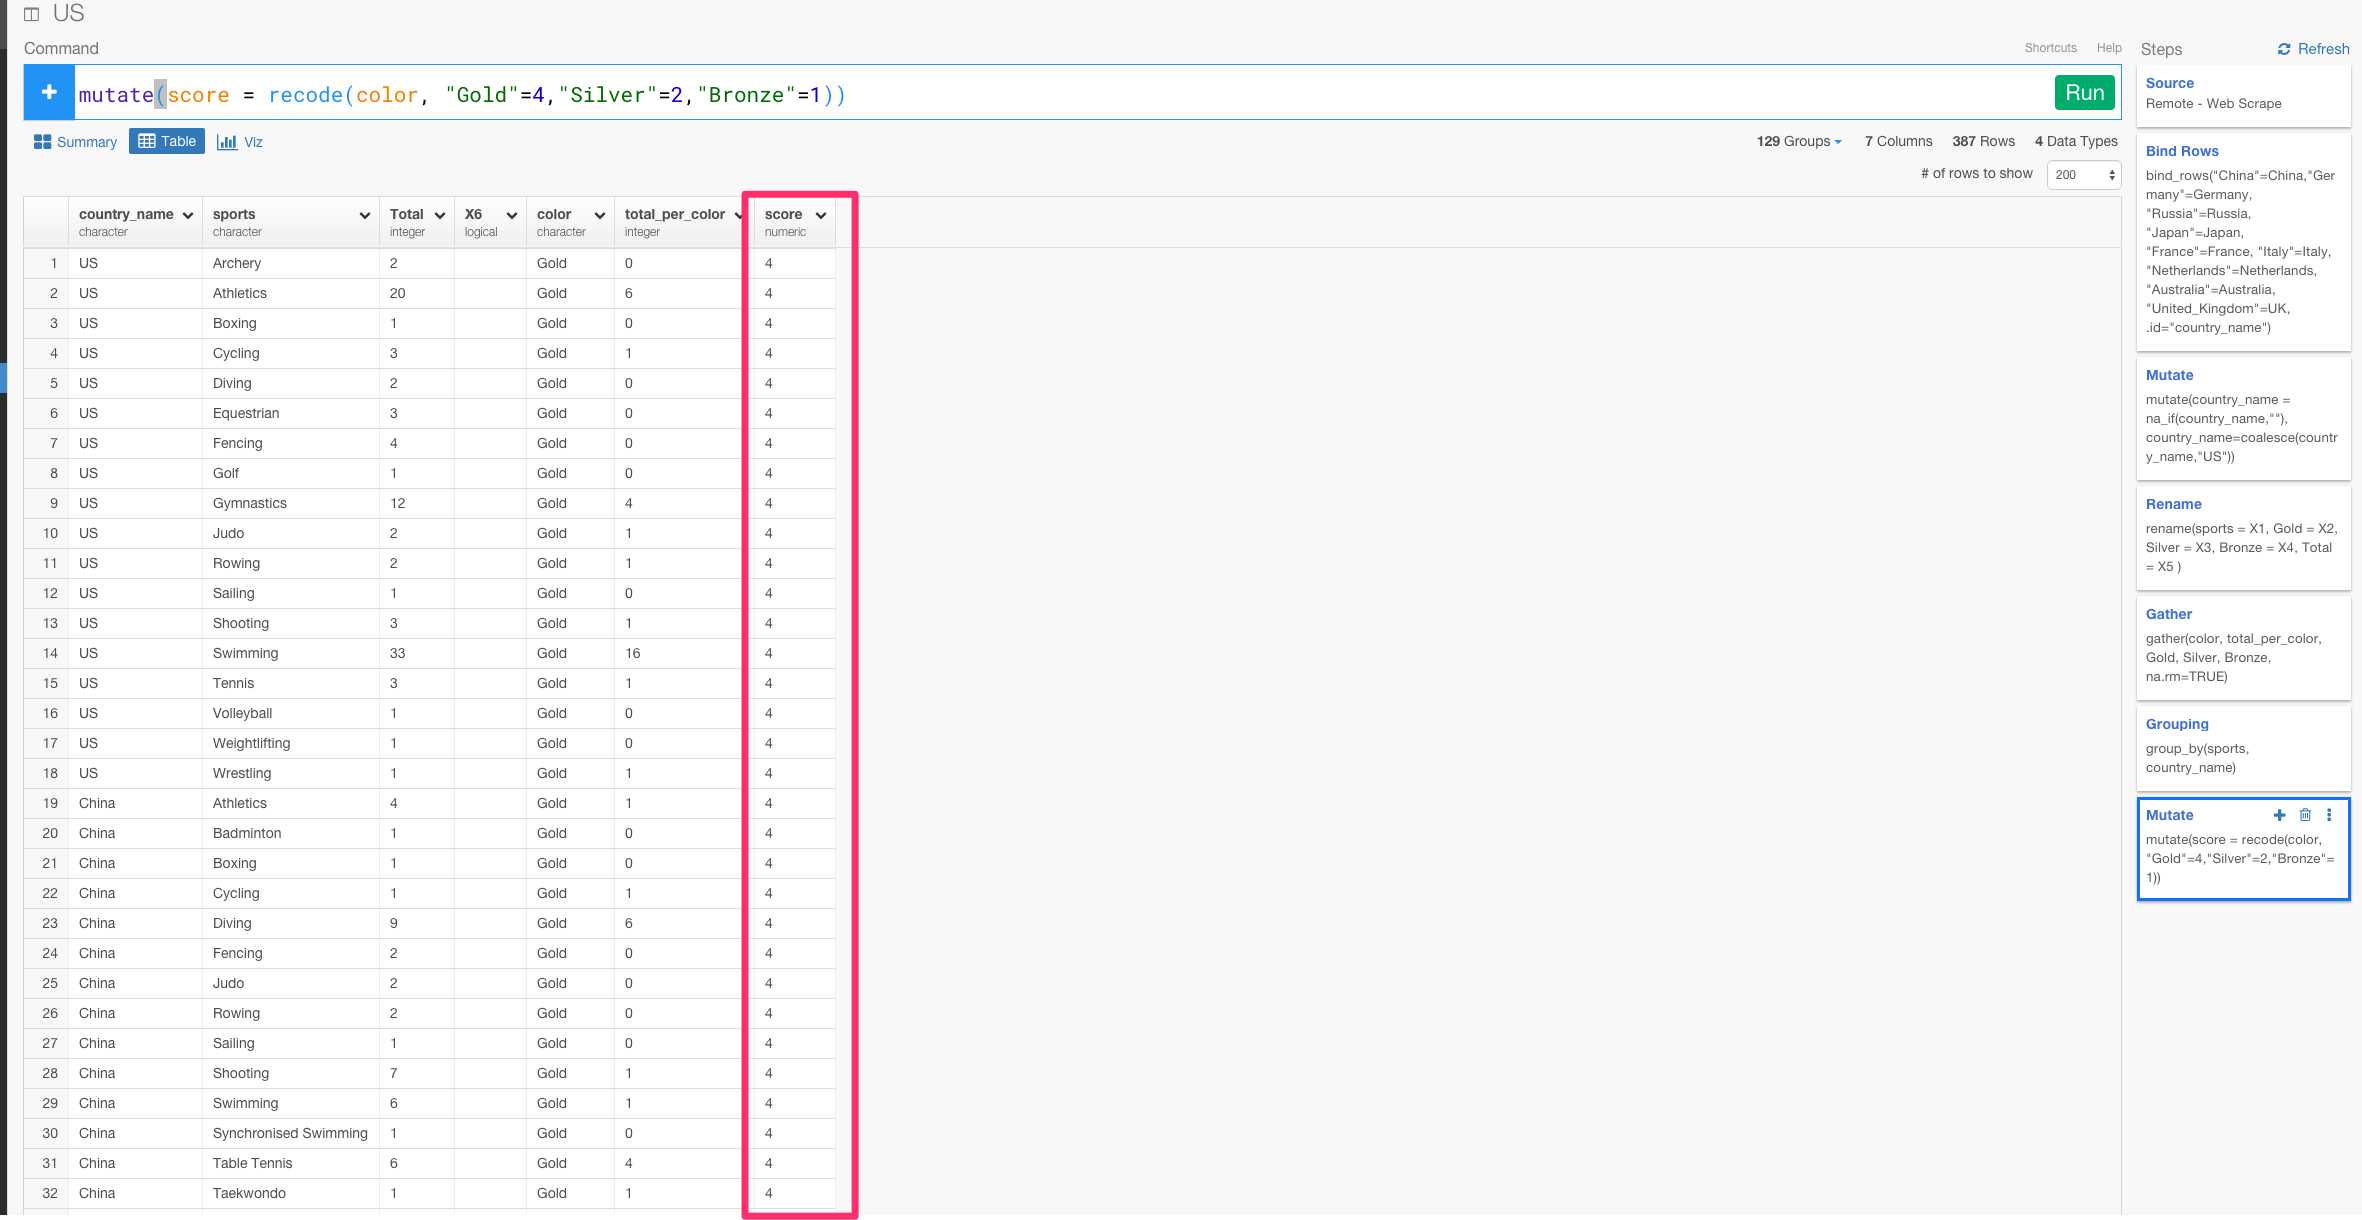 US
Command
Shortcuts Help
mutate(score = recode(color, "Gold"=4,"Silver"=2,"Bronze"=1))
Run
Summary Table Viz
129 Groups 7 Columns 387 Rows 4 Data Types
# of rows to show 200
country_name sports Total X6 color total_per_color score
character character integer logical character integer numeric
1 US Archery 2 Gold 0 4
2 US Athletics 20 Gold 6 4
3 US Boxing 1 Gold 0 4
4 US Cycling 3 Gold 1 4
5 US Diving 2 Gold 0 4
6 US Equestrian 3 Gold 0 4
7 US Fencing 4 Gold 0 4
8 US Golf 1 Gold 0 4
9 US Gymnastics 12 Gold 4 4
10 US Judo 2 Gold 1 4
11 US Rowing 2 Gold 1 4
12 US Sailing 1 Gold 0 4
13 US Shooting 3 Gold 1 4
14 US Swimming 33 Gold 16 4
15 US Tennis 3 Gold 1 4
16 US Volleyball 1 Gold 0 4
17 US Weightlifting 1 Gold 0 4
18 US Wrestling 1 Gold 1 4
19 China Athletics 4 Gold 1 4
20 China Badminton 1 Gold 0 4
21 China Boxing 1 Gold 0 4
22 China Cycling 1 Gold 1 4
23 China Diving 9 Gold 6 4
24 China Fencing 2 Gold 0 4
25 China Judo 2 Gold 0 4
26 China Rowing 2 Gold 0 4
27 China Sailing 1 Gold 0 4
28 China Shooting 7 Gold 1 4
29 China Swimming 6 Gold 1 4
30 China Synchronised Swimming 1 Gold 0 4
31 China Table Tennis 6 Gold 4 4
32 China Taekwondo 1 Gold 1 4
Steps Refresh
Source
Remote - Web Scrape
Bind Rows
bind_rows("China"=China,"Ger
many"=Germany,
"Russia"=Russia,
"Japan"=Japan,
"France"=France, "Italy"=Italy,
"Netherlands"=Netherlands,
"Australia"=Australia,
"United_Kingdom"=UK,
.id="country_name")
Mutate
mutate(country_name =
na_if(country_name,""),
country_name=coalesce(countr
y_name,"US"))
Rename
rename(sports = X1, Gold = X2,
Silver = X3, Bronze = X4, Total
= X5 )
Gather
gather(color, total_per_color,
Gold, Silver, Bronze,
na.rm=TRUE)
Grouping
group_by(sports,
country_name)
Mutate
mutate(score = recode(color,
"Gold"=4,"Silver"=2,"Bronze"=
1))